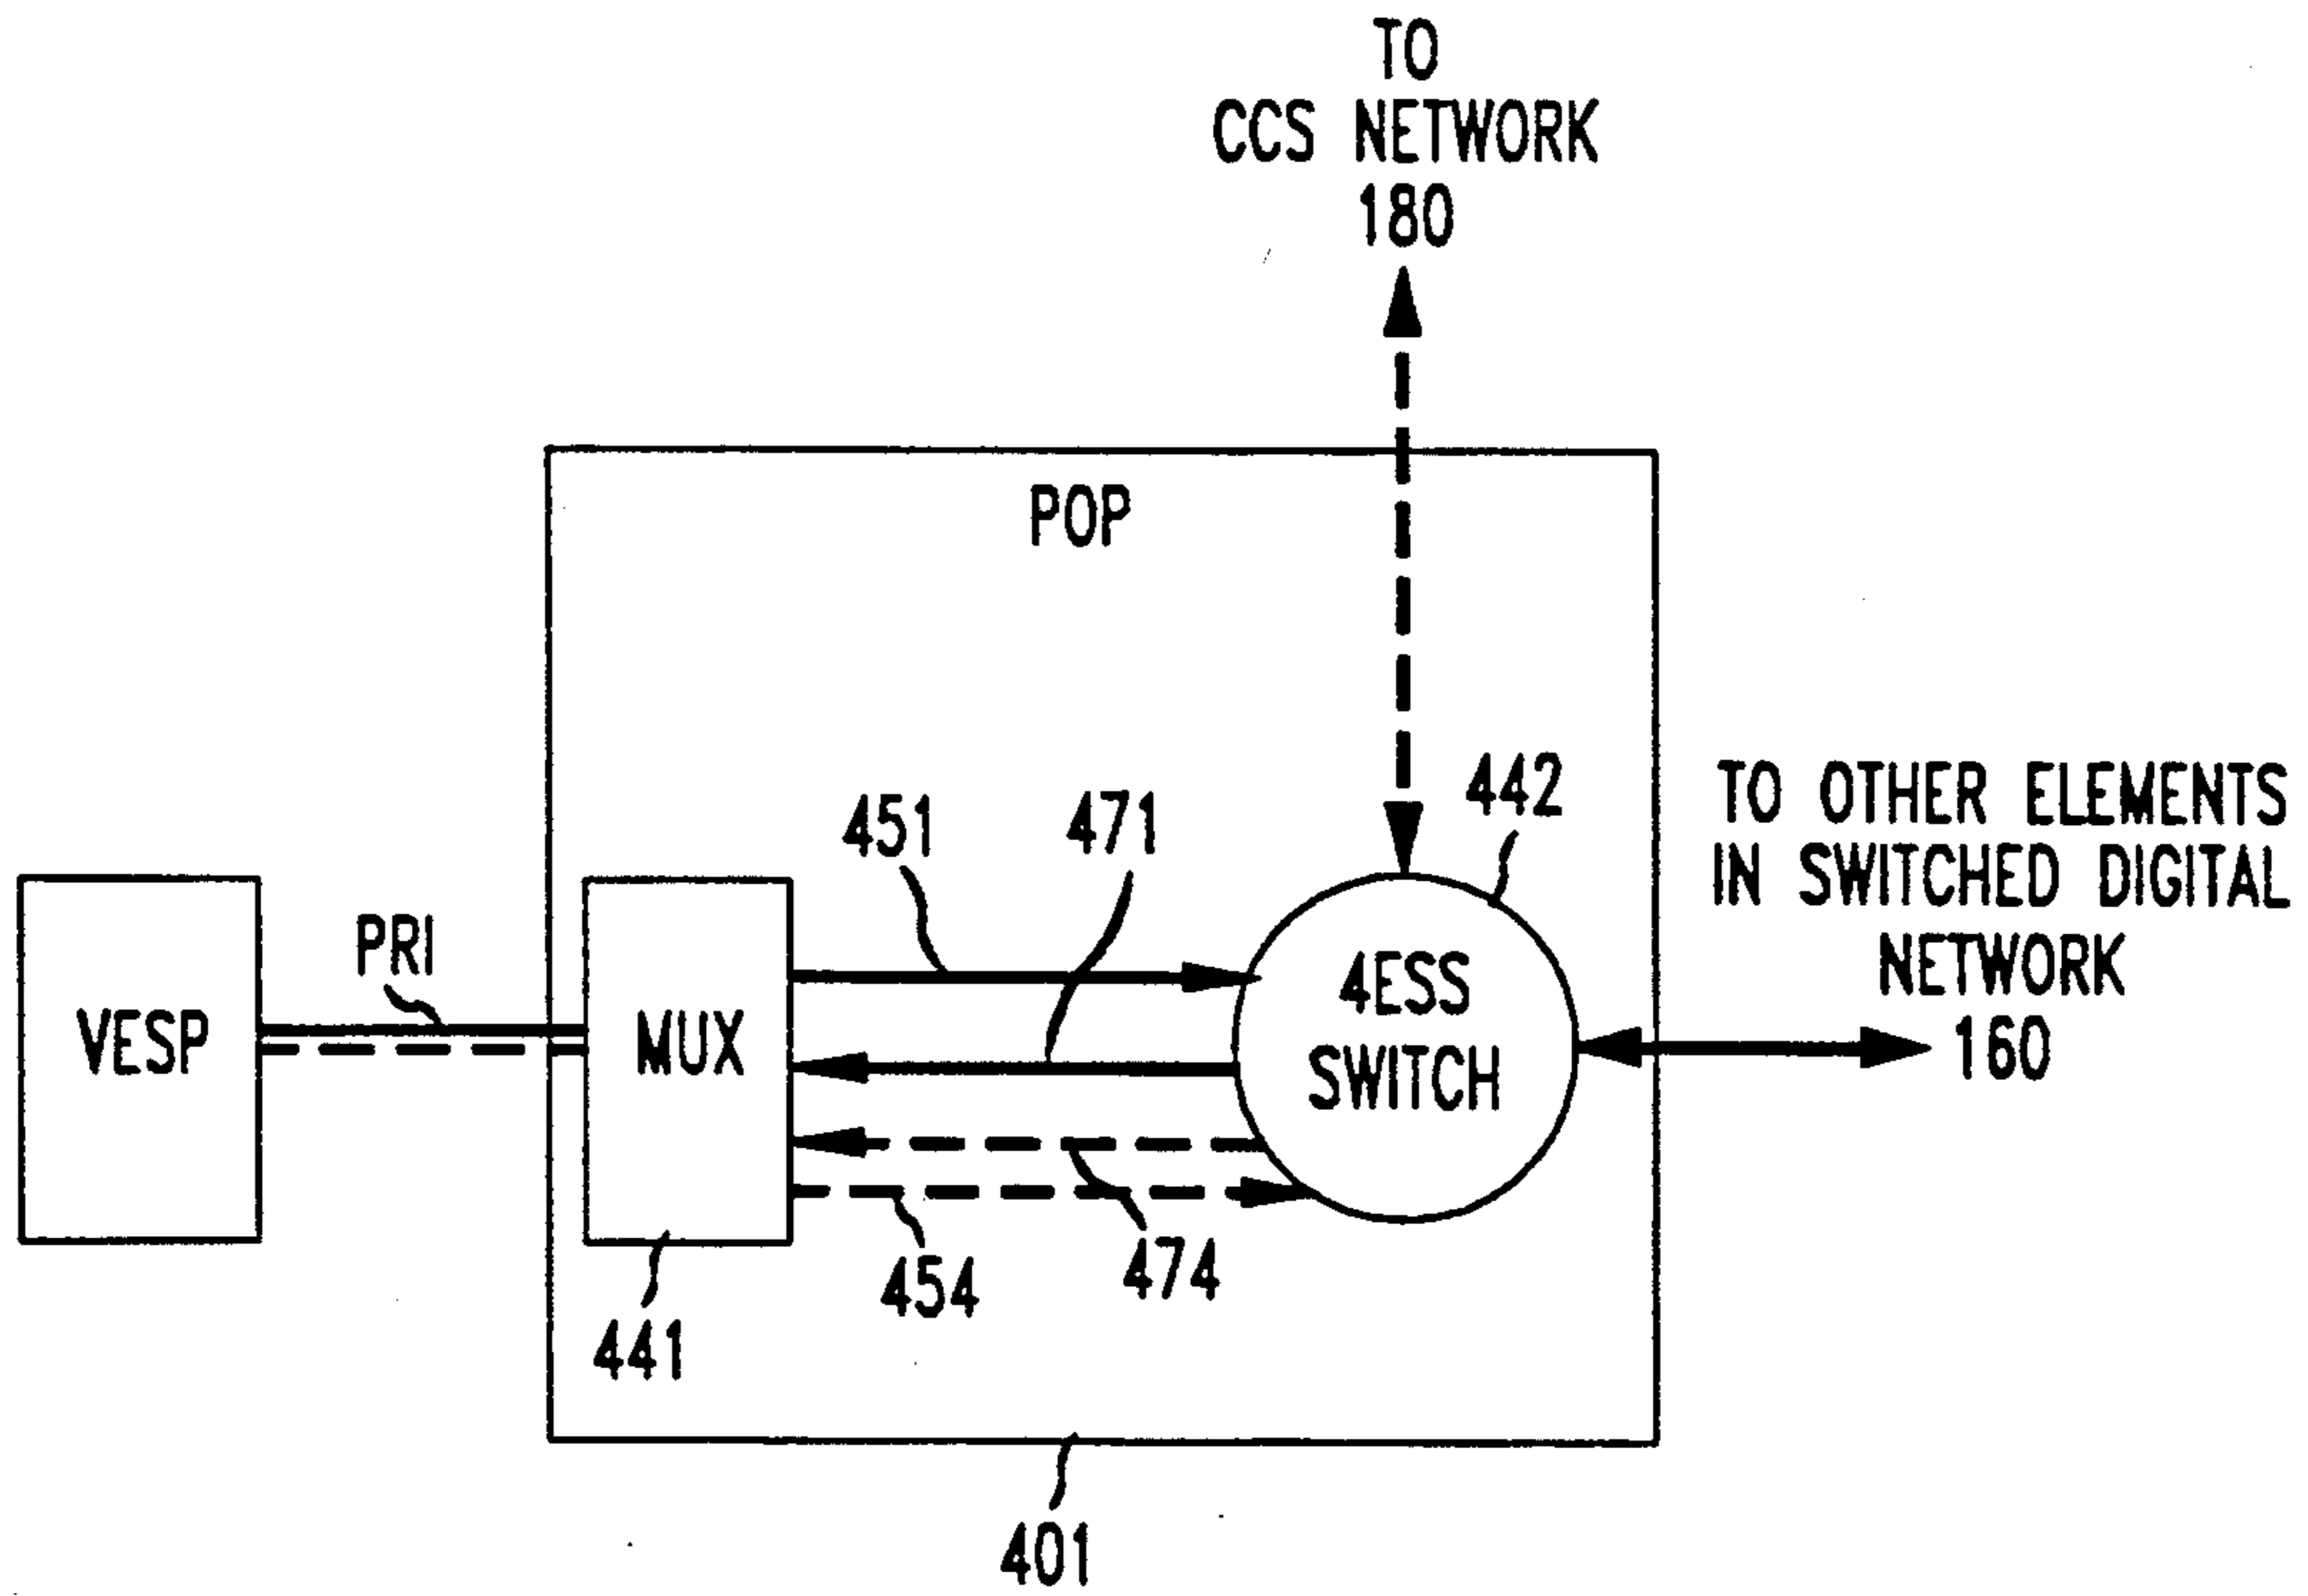 TO
CCS NETWORK
180
POP
442
451
471
TO OTHER ELEMENTS
IN SWITCHED DIGITAL
NETWORK
160
PRI
VESP
MUX
4ESS
SWITCH
454
474
441
401